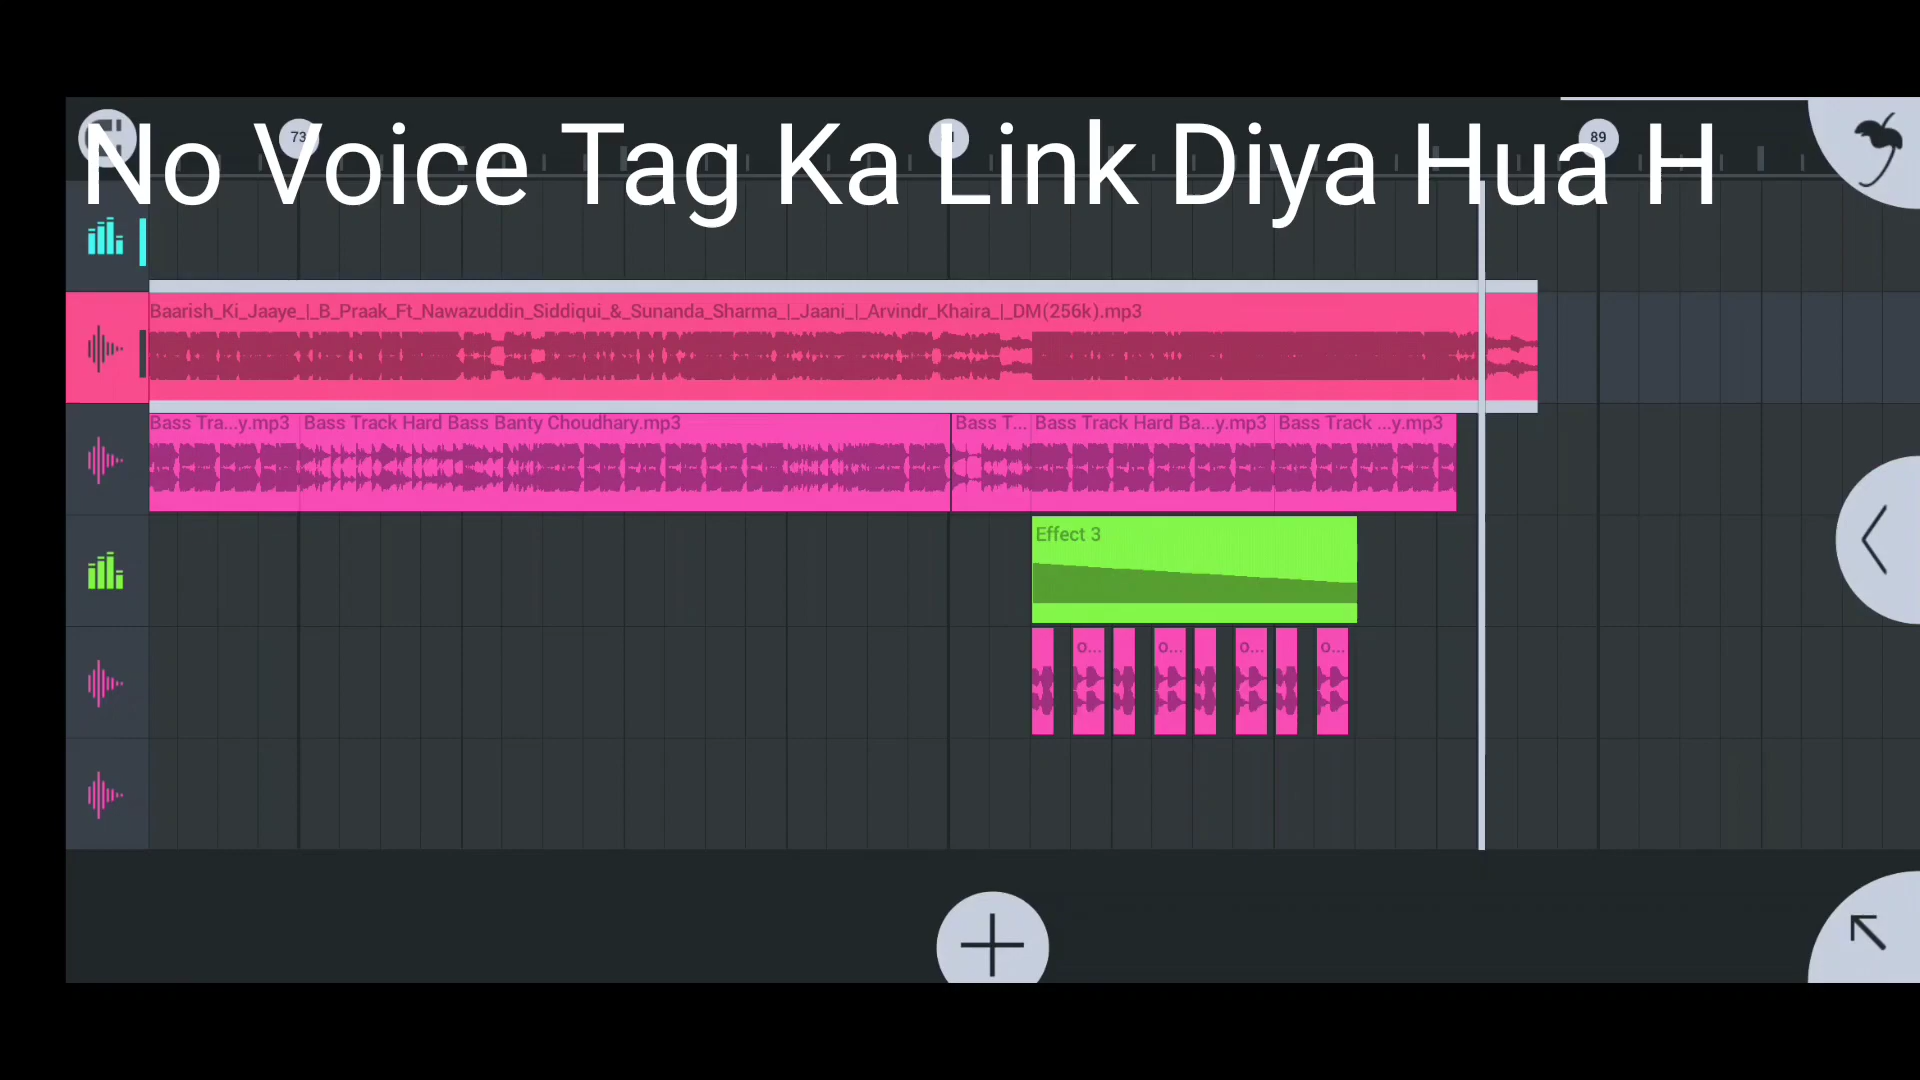 73
89
No Voice Tag Ka Link Diya Hua H
Baarish_Ki_Jaaye_|_B_Praak_Ft_Nawazuddin_Siddiqui_&_Sunanda_Sharma_|_Jaani_|_Arvindr_Khaira_|_DM(256k).mp3
Bass Tra...y.mp3 Bass Track Hard Bass Banty Choudhary.mp3 Bass T... Bass Track Hard Ba...y.mp3 Bass Track ...y.mp3
Effect 3
o... o... o... o...